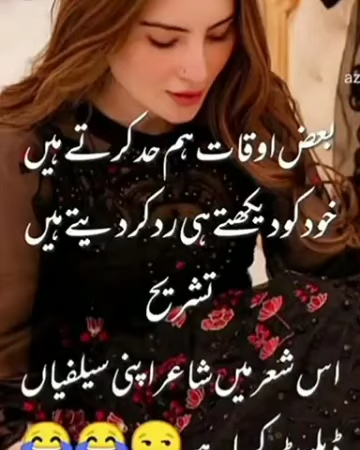 az
بعض اوقات ہم حد کرتے ہیں
خود کو دیکھتے ہی رد کر دیتے ہیں
تشریح
اس شعر میں شاعر اپنی سیلفیاں